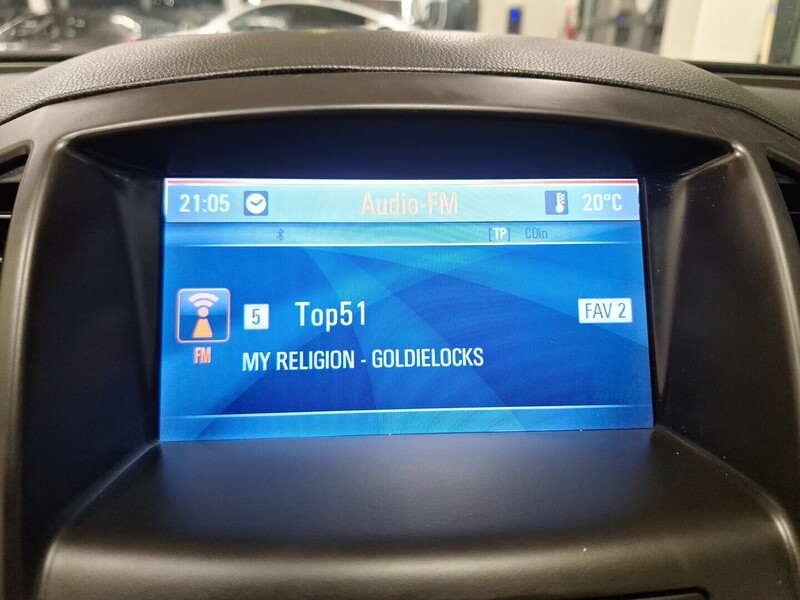 21:05 Audio-FM 20°C
[TP] CDin
5 Top51 FAV 2
FM
MY RELIGION - GOLDIELOCKS